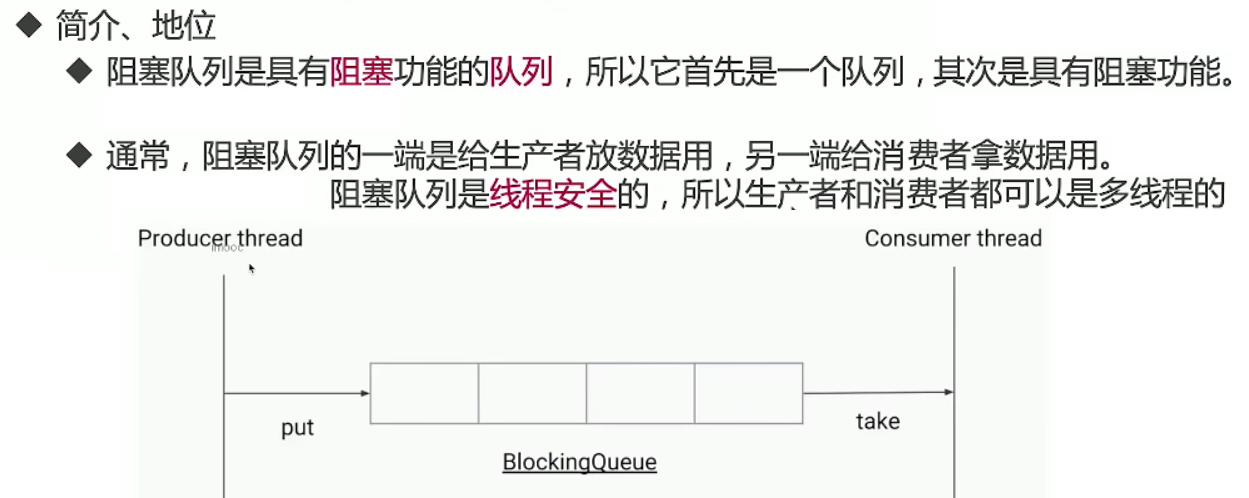 简介、地位
阻塞队列是具有阻塞功能的队列，所以它首先是一个队列，其次是具有阻塞功能。
通常，阻塞队列的一端是给生产者放数据用，另一端给消费者拿数据用。
阻塞队列是线程安全的，所以生产者和消费者都可以是多线程的
Producer thread
Consumer thread
imooc
put
take
BlockingQueue